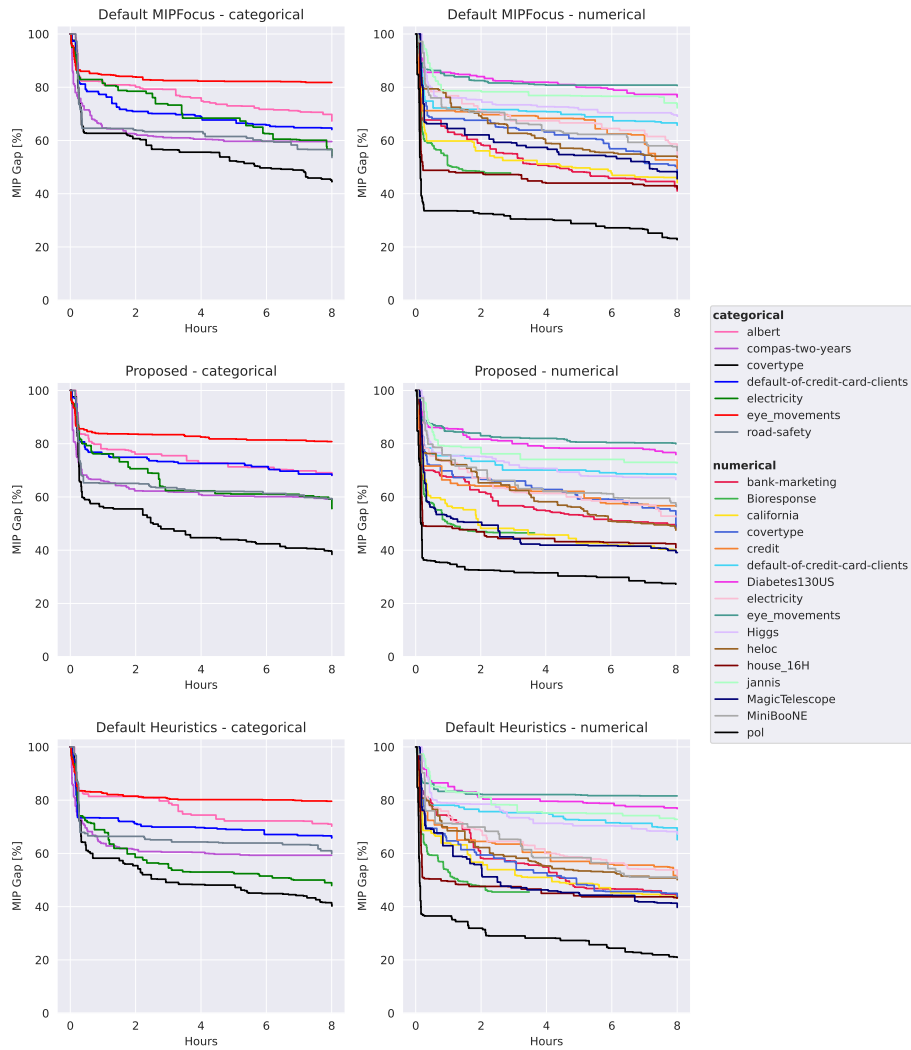 Default MIPFocus - categorical
Default MIPFocus - numerical
100
80
60
40
20
0
MIP Gap [%]
0 2 4 6 8
Hours
100
80
60
40
20
0
MIP Gap [%]
0 2 4 6 8
Hours
Proposed - categorical
Proposed - numerical
100
80
60
40
20
0
MIP Gap [%]
0 2 4 6 8
Hours
100
80
60
40
20
0
MIP Gap [%]
0 2 4 6 8
Hours
Default Heuristics - categorical
Default Heuristics - numerical
100
80
60
40
20
0
MIP Gap [%]
0 2 4 6 8
Hours
100
80
60
40
20
0
MIP Gap [%]
0 2 4 6 8
Hours
categorical
albert
compas-two-years
covertype
default-of-credit-card-clients
electricity
eye_movements
road-safety
numerical
bank-marketing
Bioresponse
california
covertype
credit
default-of-credit-card-clients
Diabetes130US
electricity
eye_movements
Higgs
heloc
house_16H
jannis
MagicTelescope
MiniBooNE
pol